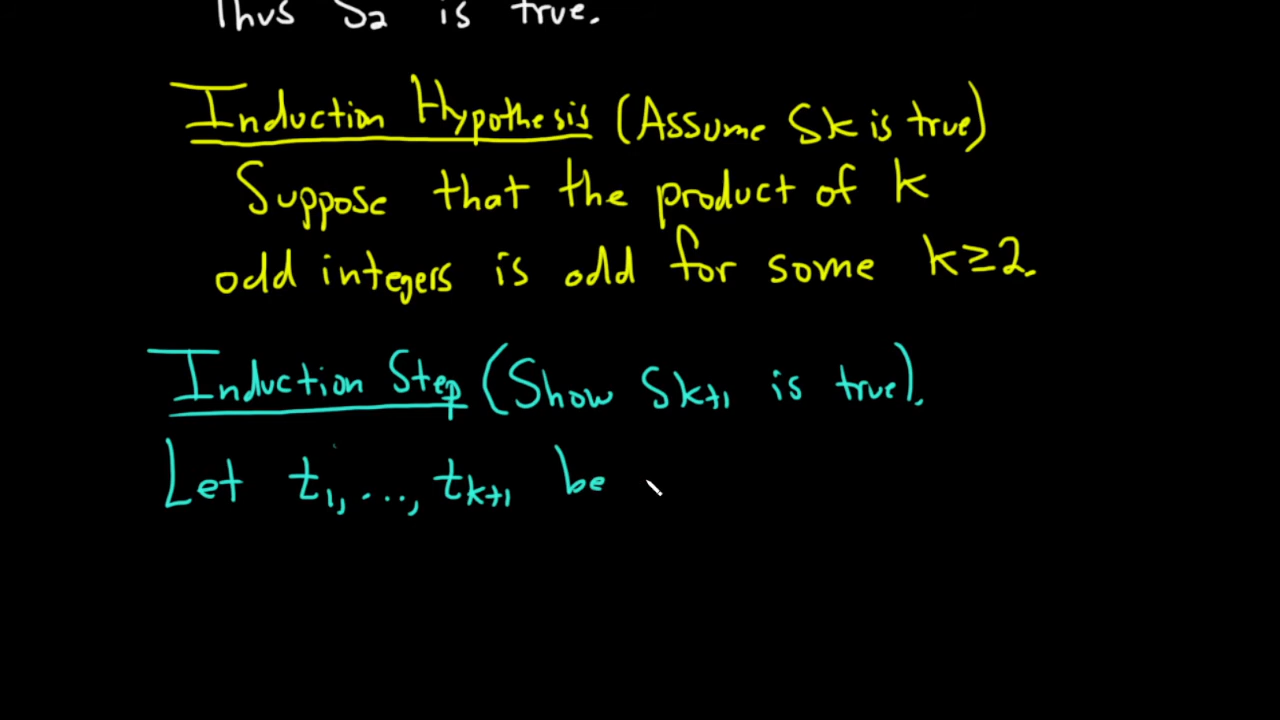 Thus S₂ is true.
Induction Hypothesis (Assume Sk is true)
Suppose that the product of k
odd integers is odd for some k≥2.
Induction Step (Show Sₖ₊₁ is true).
Let t₁, ..., tₖ₊₁ be